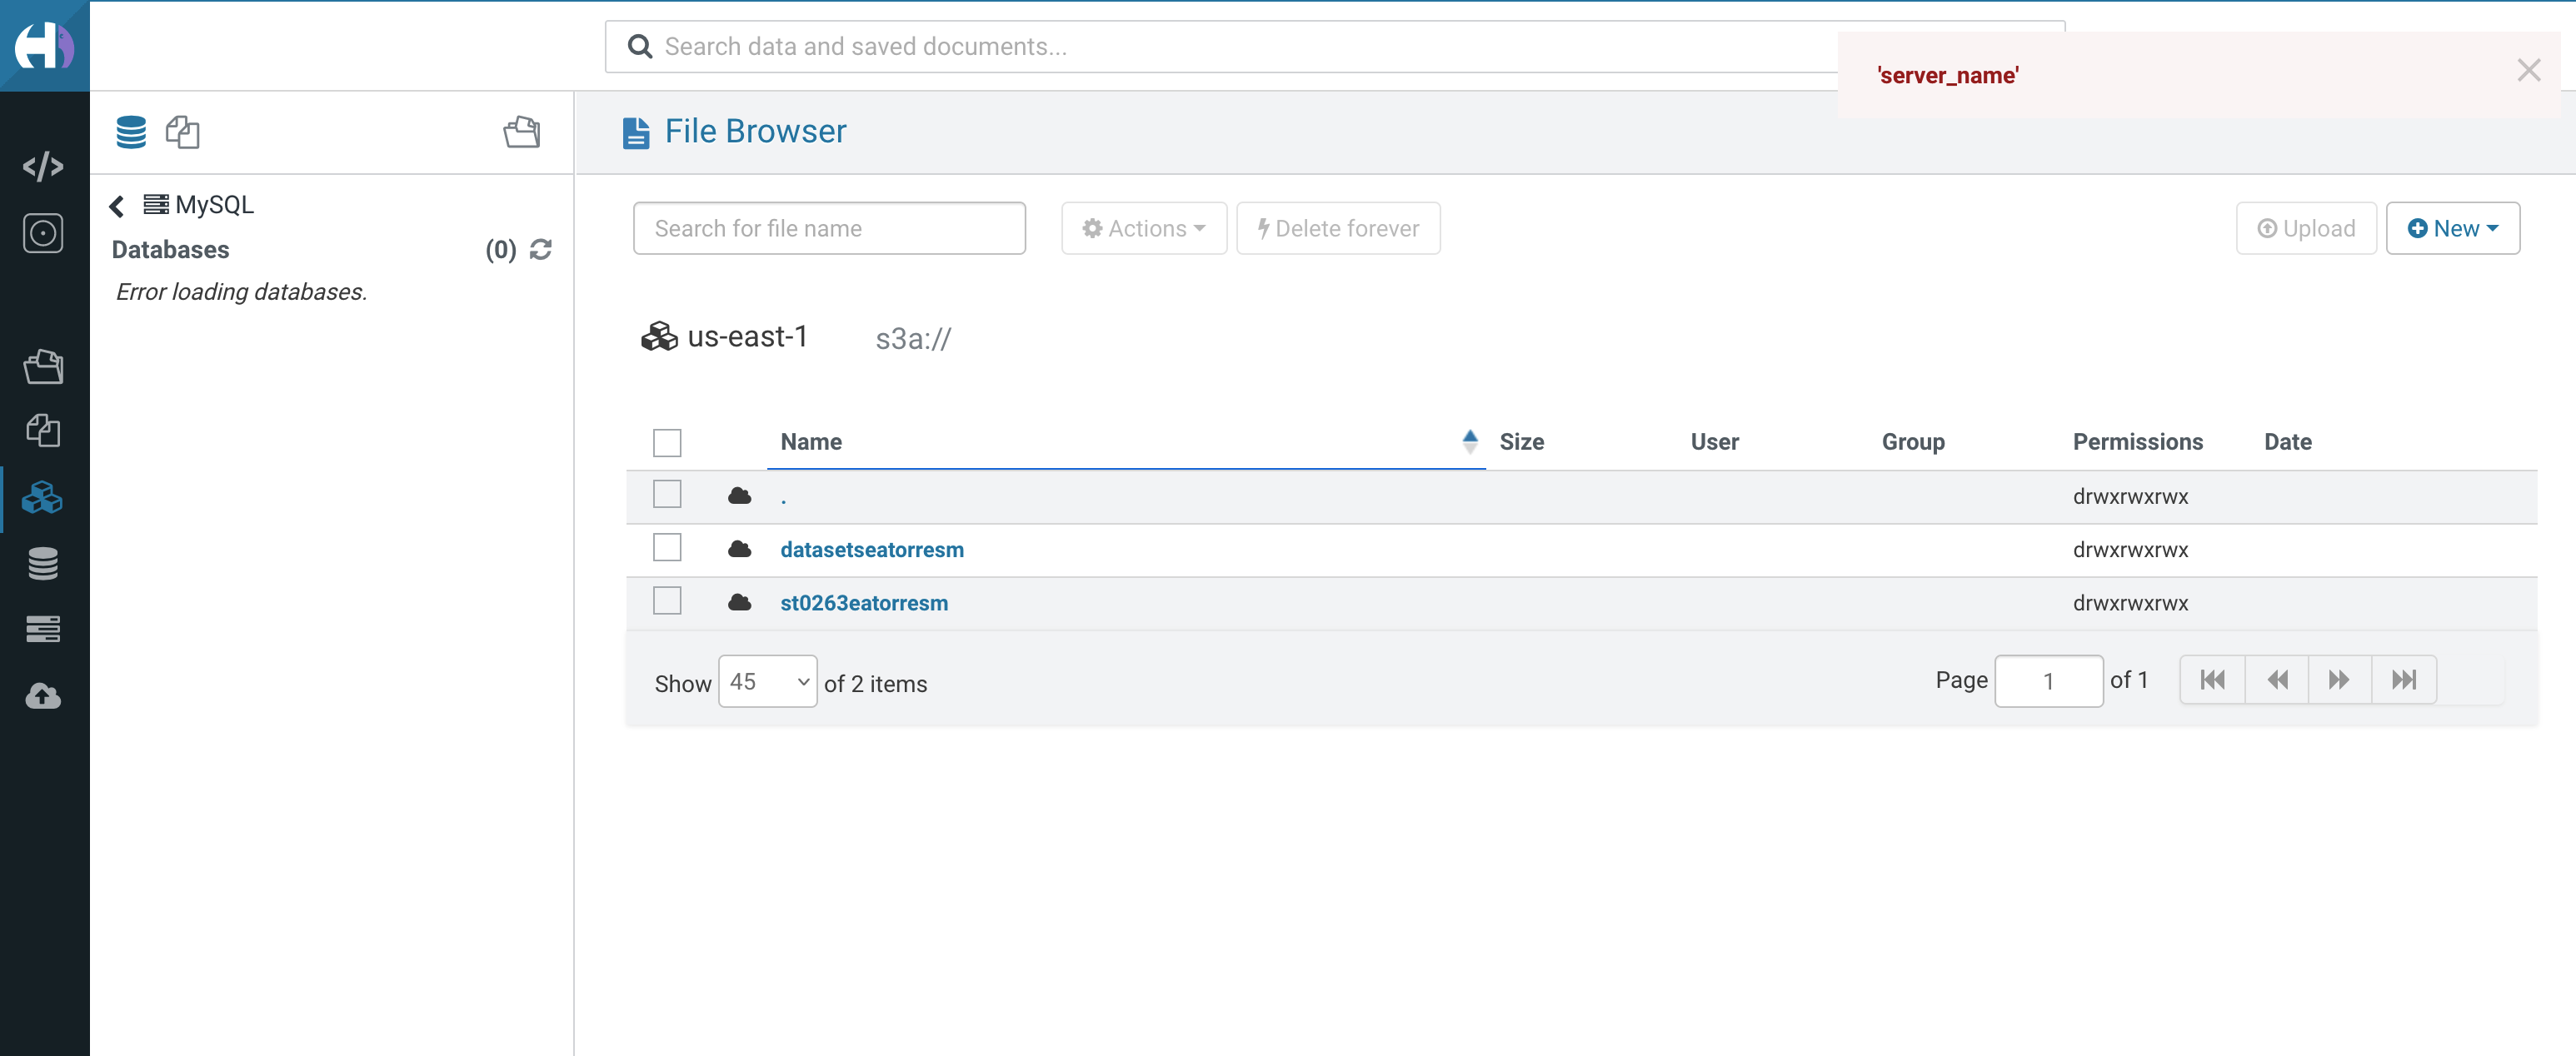 Search data and saved documents...
'server_name'
File Browser
MySQL
Databases (0)
Error loading databases.
Search for file name
Actions
Delete forever
Upload
New
us-east-1 s3a://
Name Size User Group Permissions Date
. drwxrwxrwx
datasetseatorresm drwxrwxrwx
st0263eatorresm drwxrwxrwx
Show 45 of 2 items
Page 1 of 1